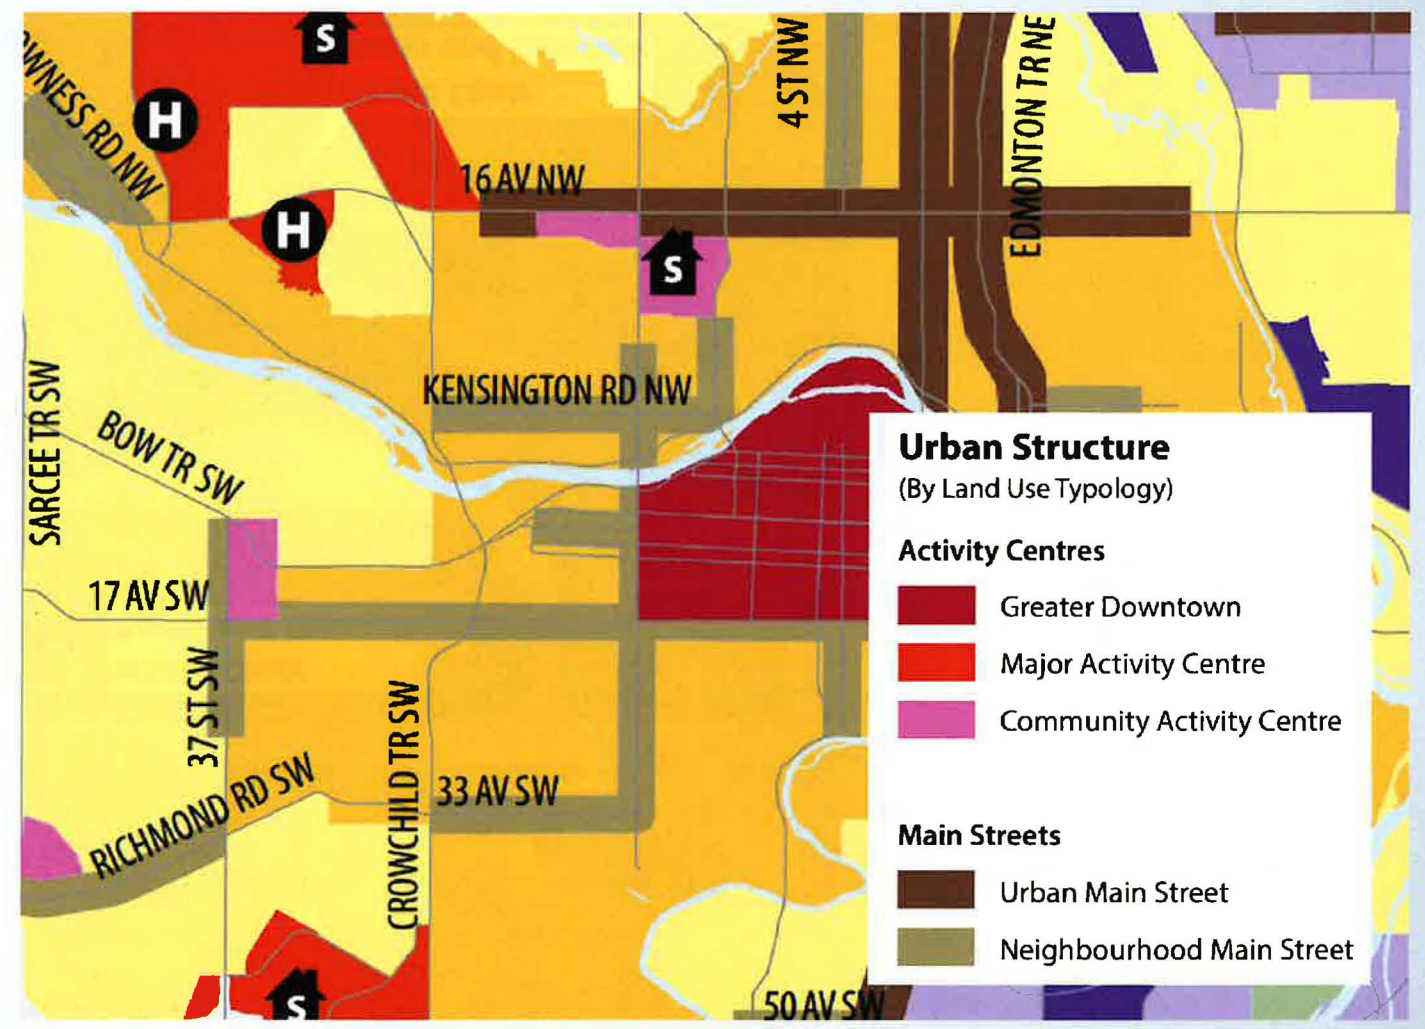 S
OWNESS RD NW
H
4 ST NW
EDMONTON TR NE
16 AV NW
H
S
KENSINGTON RD NW
SARCEE TR SW
BOW TR SW
17 AV SW
37 ST SW
CROWCHILD TR SW
33 AV SW
RICHMOND RD SW
S
50 AV SW
Urban Structure
(By Land Use Typology)
Activity Centres
Greater Downtown
Major Activity Centre
Community Activity Centre
Main Streets
Urban Main Street
Neighbourhood Main Street